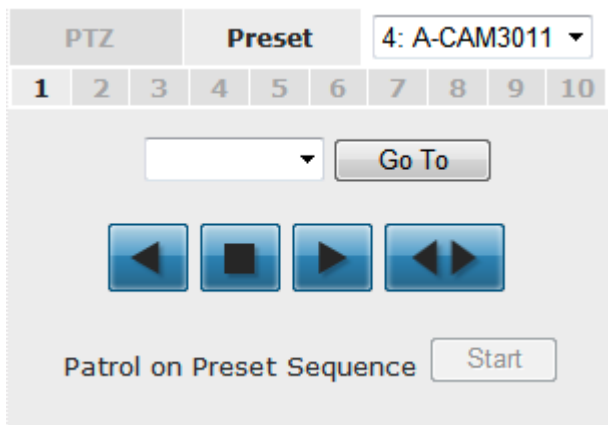 PTZ Preset 4: A-CAM3011
1 2 3 4 5 6 7 8 9 10
Go To
Patrol on Preset Sequence Start